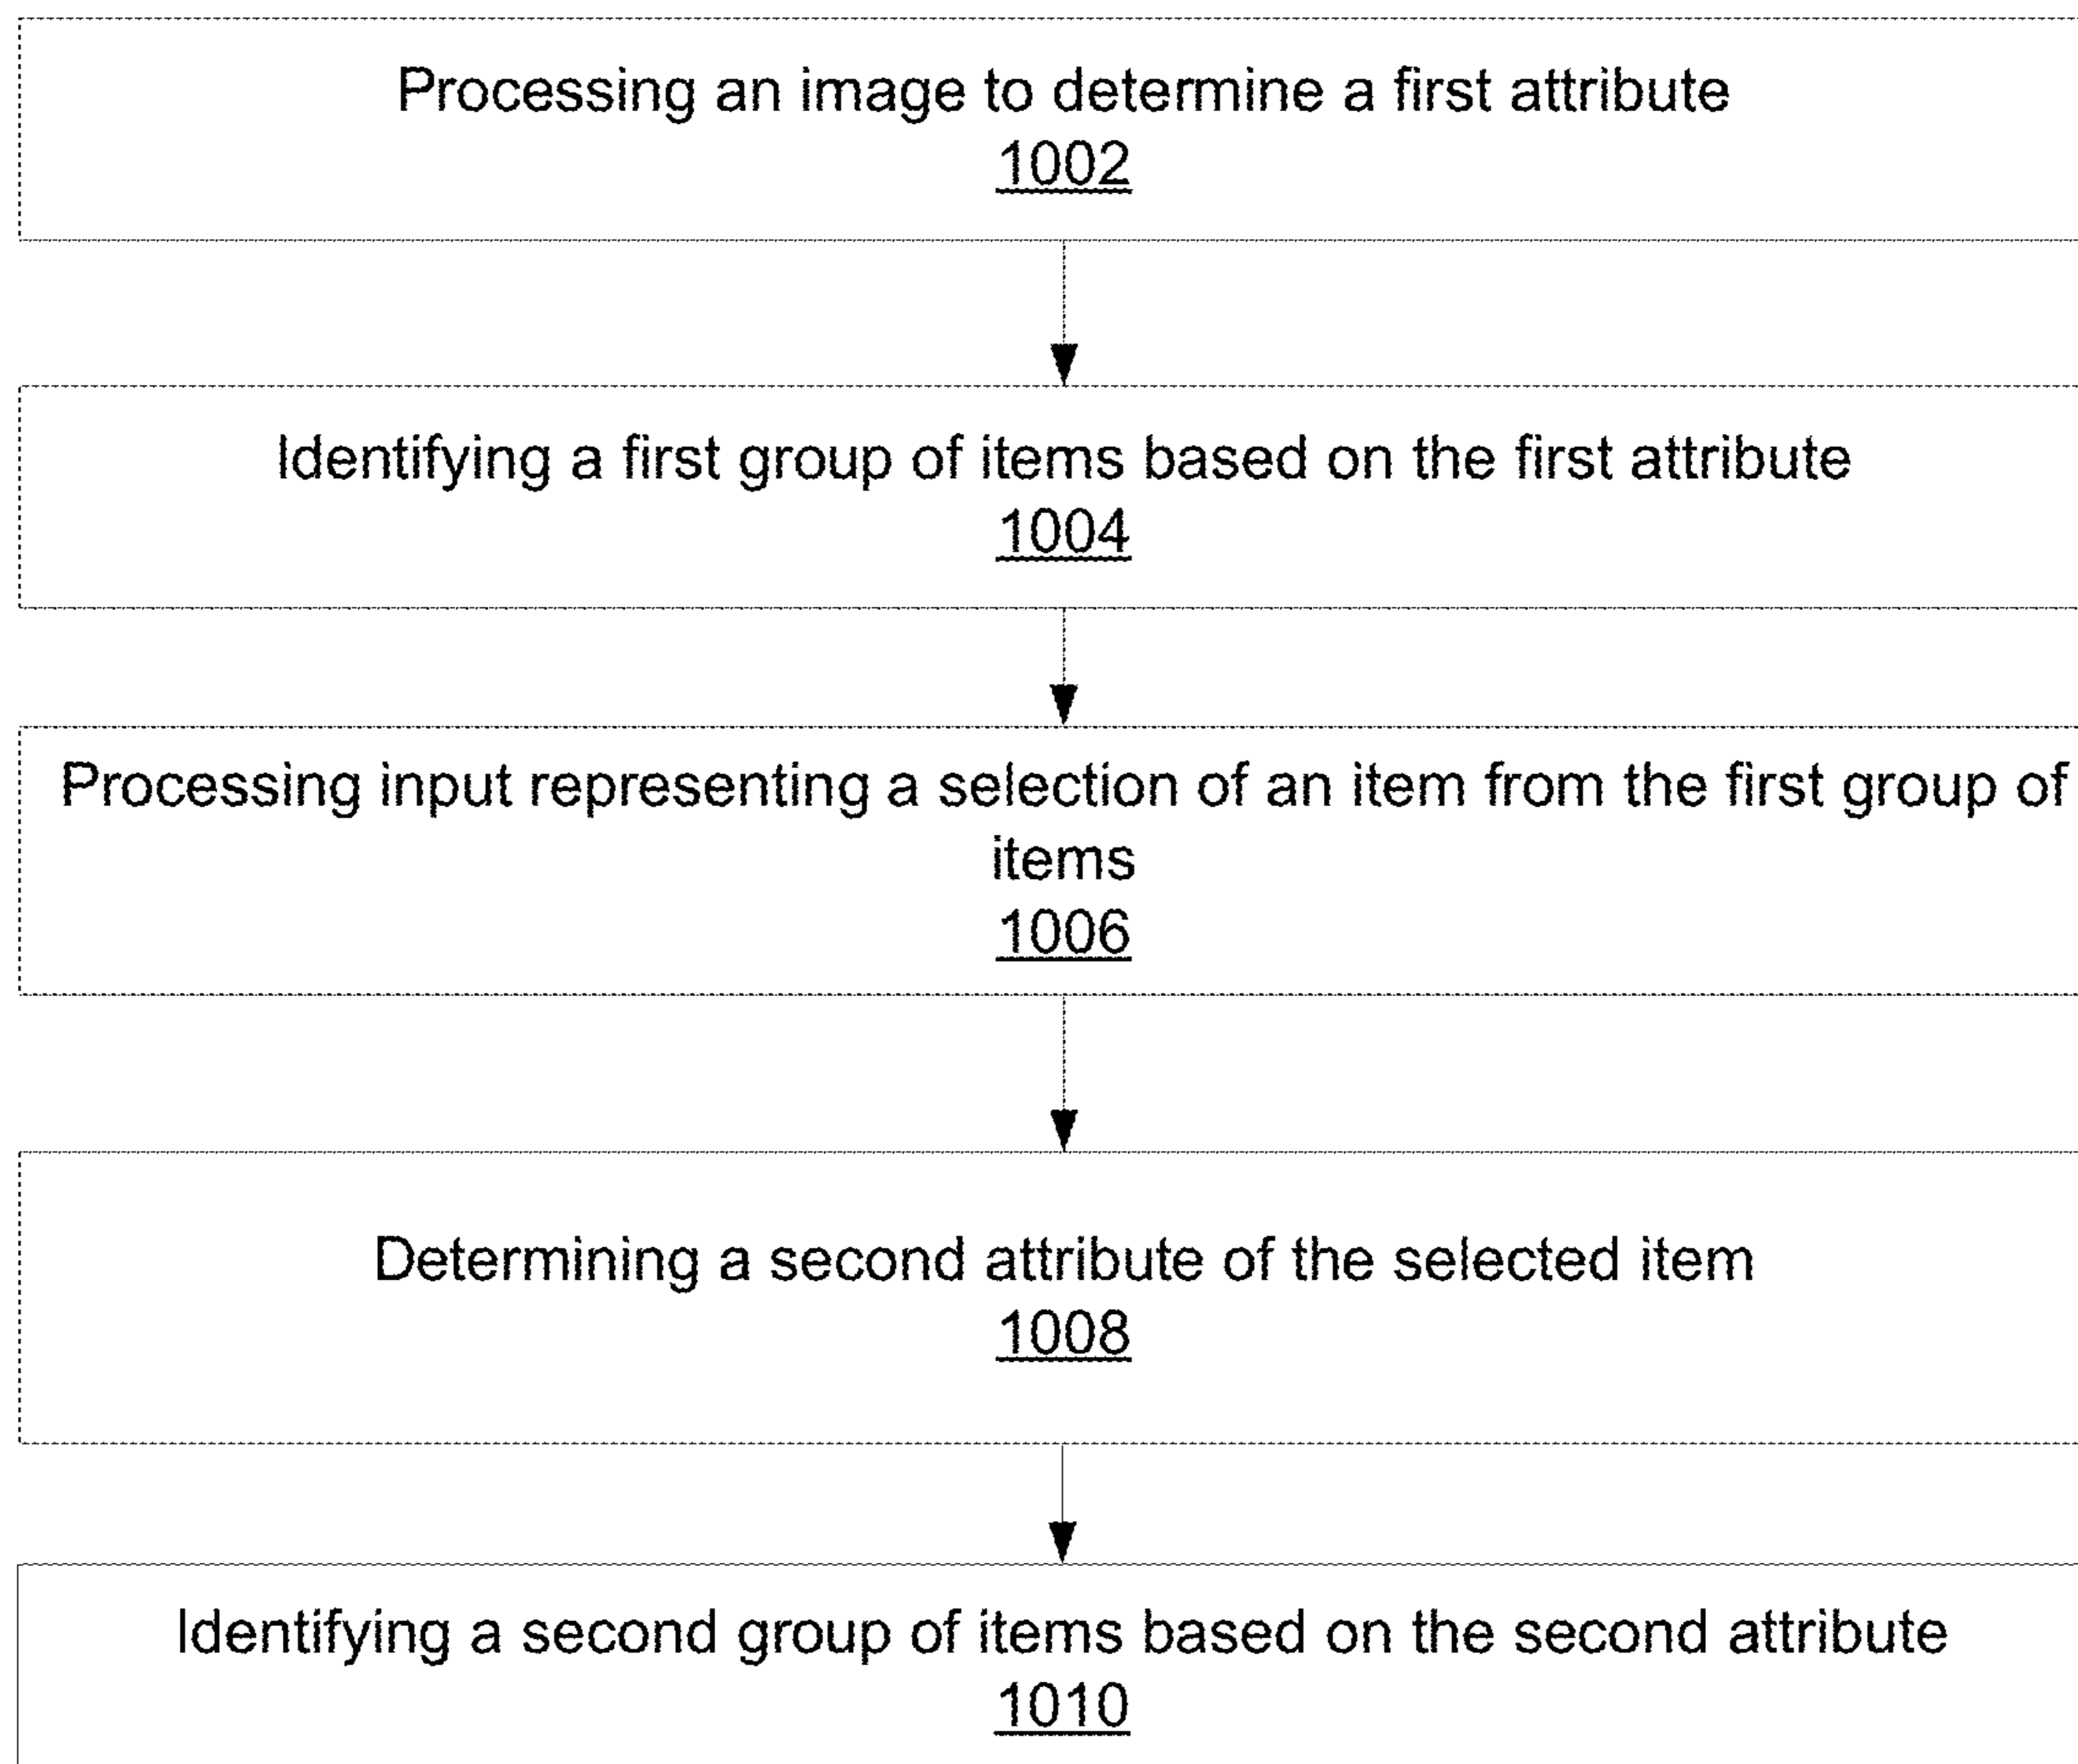 Processing an image to determine a first attribute
1002
Identifying a first group of items based on the first attribute
1004
Processing input representing a selection of an item from the first group of
items
1006
Determining a second attribute of the selected item
1008
Identifying a second group of items based on the second attribute
1010